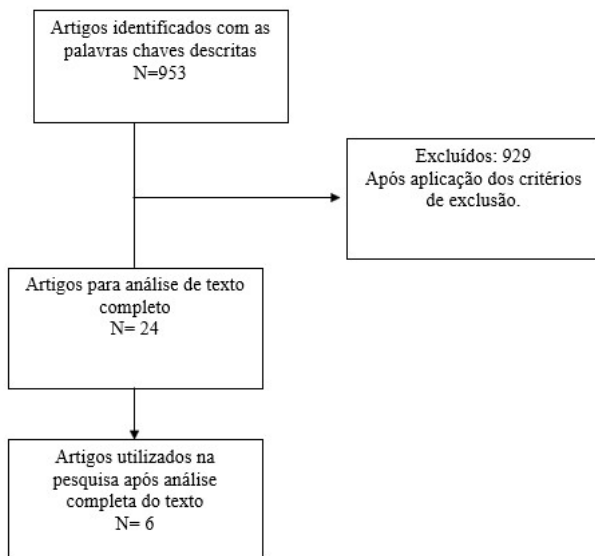 Artigos identificados com as
palavras chaves descritas
N=953
Excluídos: 929
Após aplicação dos critérios
de exclusão.
Artigos para análise de texto
completo
N= 24
Artigos utilizados na
pesquisa após análise
completa do texto
N= 6